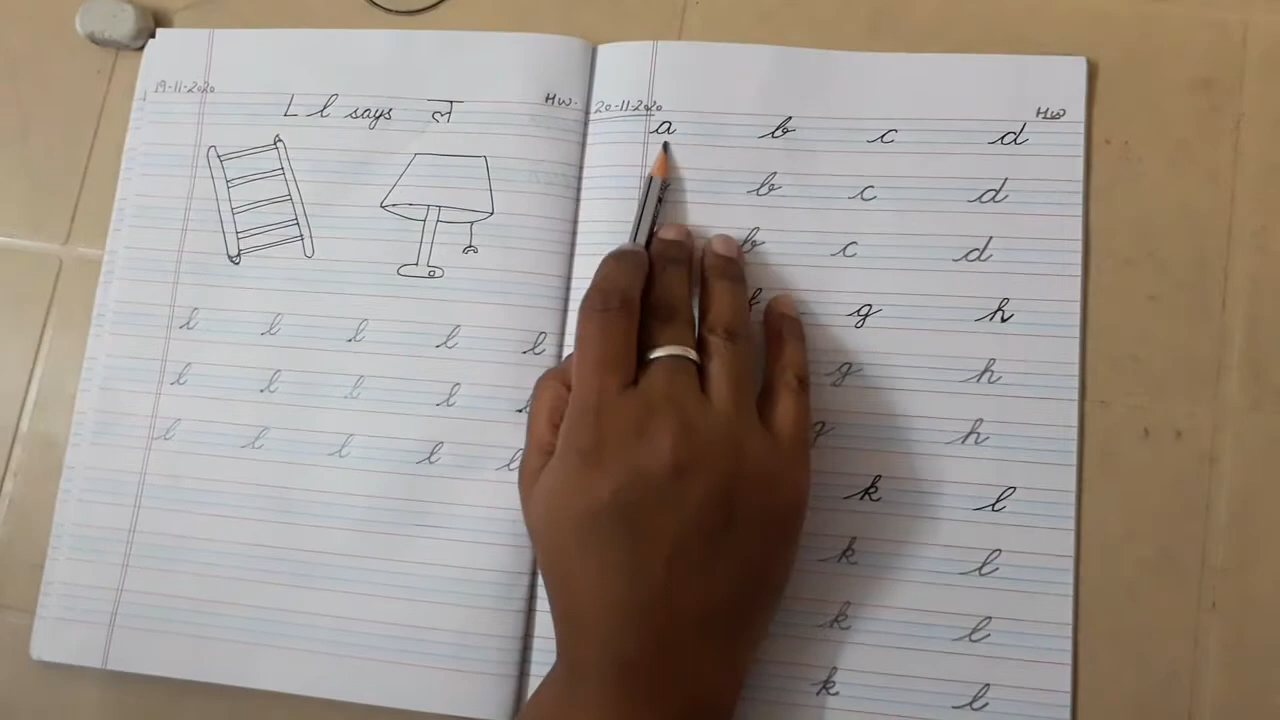 19-11-2020 HW.
L l says ल
l l l l l
l l l l l
l l l l l
20-11-2020 HW
a b c d
b c d
b c d
f g h
g h
g h
k l
k l
k l
k l